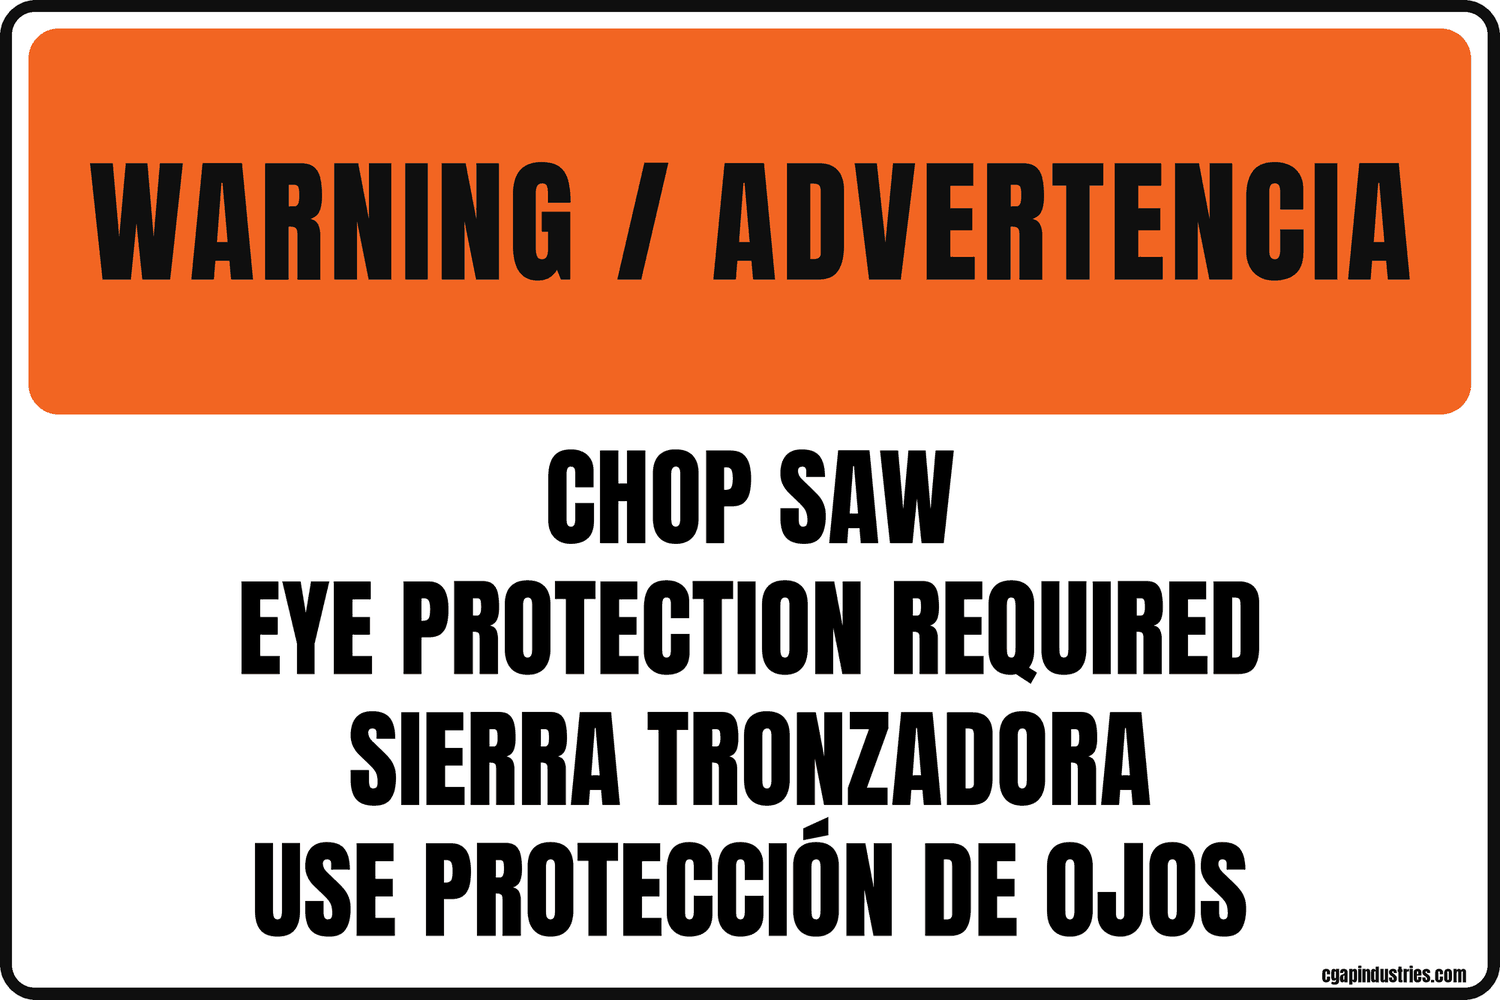 WARNING / ADVERTENCIA
CHOP SAW
EYE PROTECTION REQUIRED
SIERRA TRONZADORA
USE PROTECCIÓN DE OJOS
cgapindustries.com